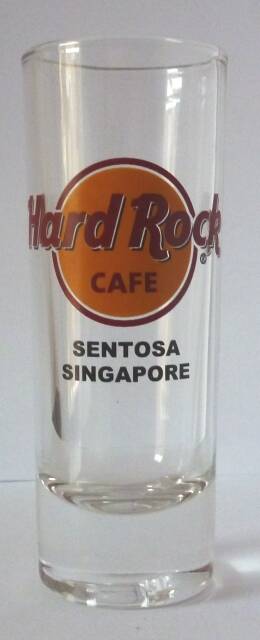 Hard Rock
CAFE
®
SENTOSA
SINGAPORE